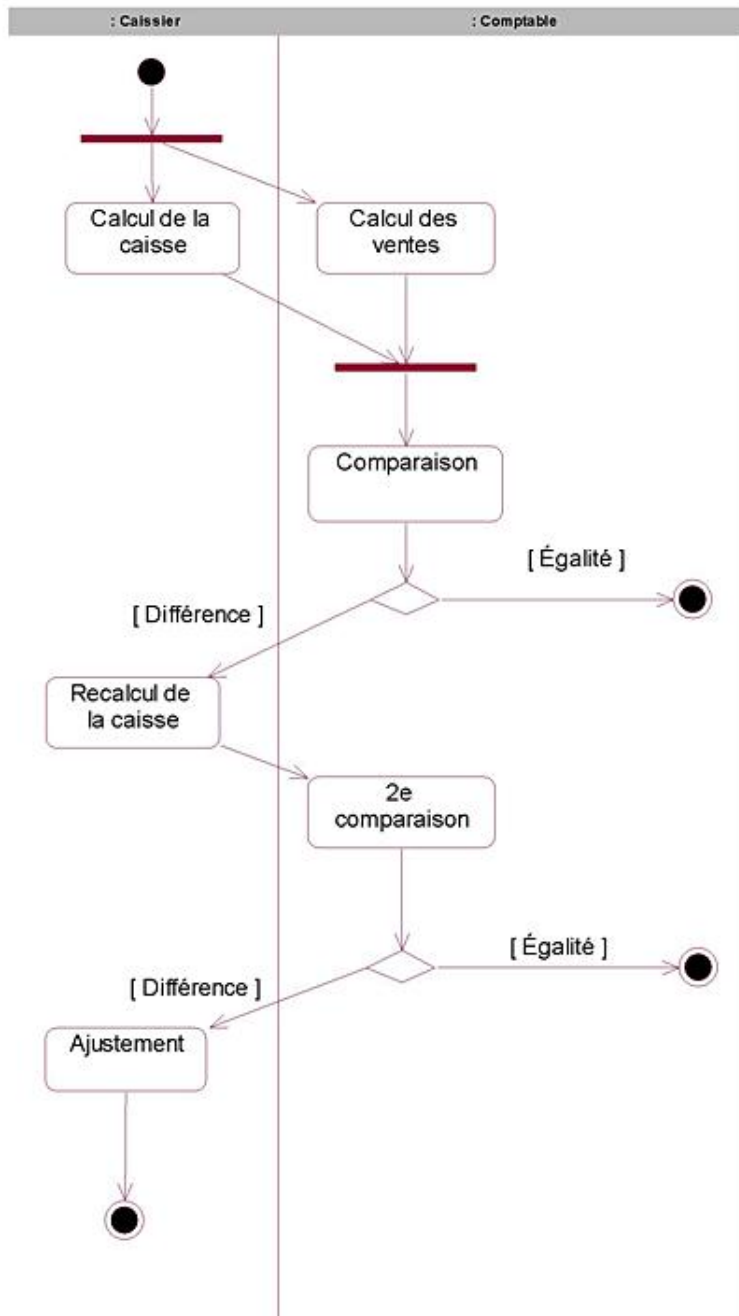 : Caissier
: Comptable
Calcul de la
caisse
Calcul des
ventes
Comparaison
[ Égalité ]
[ Différence ]
Recalcul de
la caisse
2e
comparaison
[ Égalité ]
[ Différence ]
Ajustement